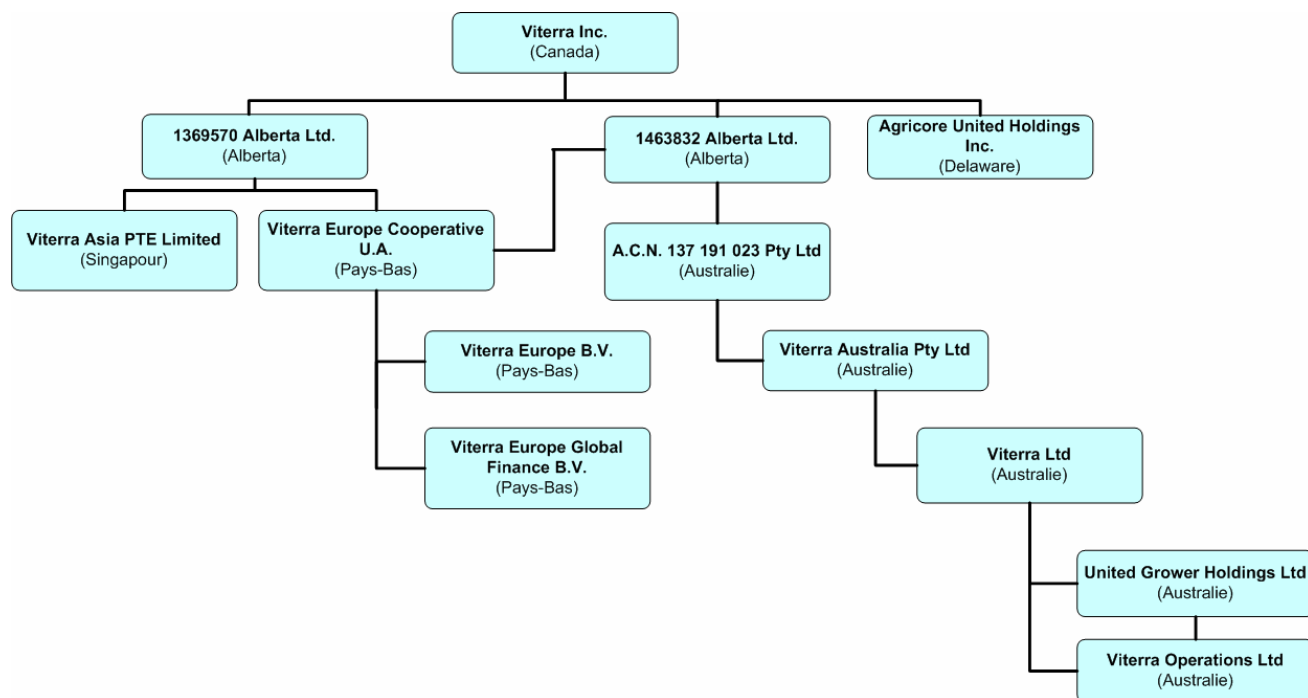 Viterra Inc.
(Canada)
1369570 Alberta Ltd.
(Alberta)
1463832 Alberta Ltd.
(Alberta)
Agricore United Holdings
Inc.
(Delaware)
Viterra Asia PTE Limited
(Singapour)
Viterra Europe Cooperative
U.A.
(Pays-Bas)
A.C.N. 137 191 023 Pty Ltd
(Australie)
Viterra Europe B.V.
(Pays-Bas)
Viterra Australia Pty Ltd
(Australie)
Viterra Europe Global
Finance B.V.
(Pays-Bas)
Viterra Ltd
(Australie)
United Grower Holdings Ltd
(Australie)
Viterra Operations Ltd
(Australie)